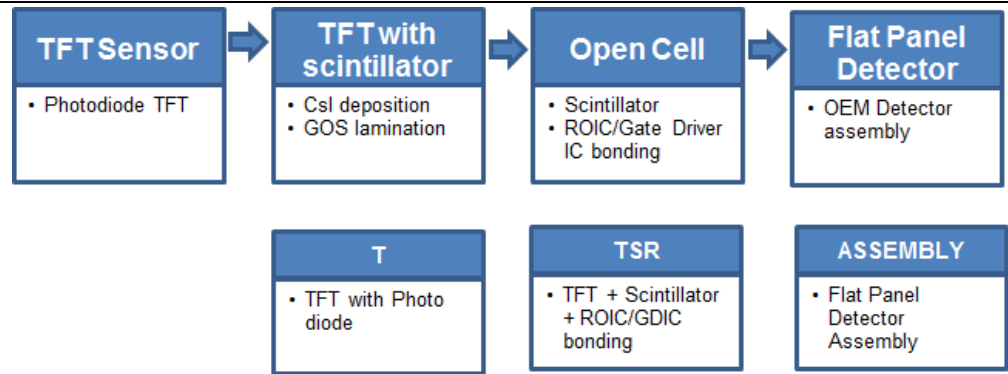 TFT Sensor
• Photodiode TFT
TFT with
scintillator
• CsI deposition
• GOS lamination
Open Cell
• Scintillator
• ROIC/Gate Driver
IC bonding
Flat Panel
Detector
• OEM Detector
assembly
T
• TFT with Photo
diode
TSR
• TFT + Scintillator
+ ROIC/GDIC
bonding
ASSEMBLY
• Flat Panel
Detector
Assembly